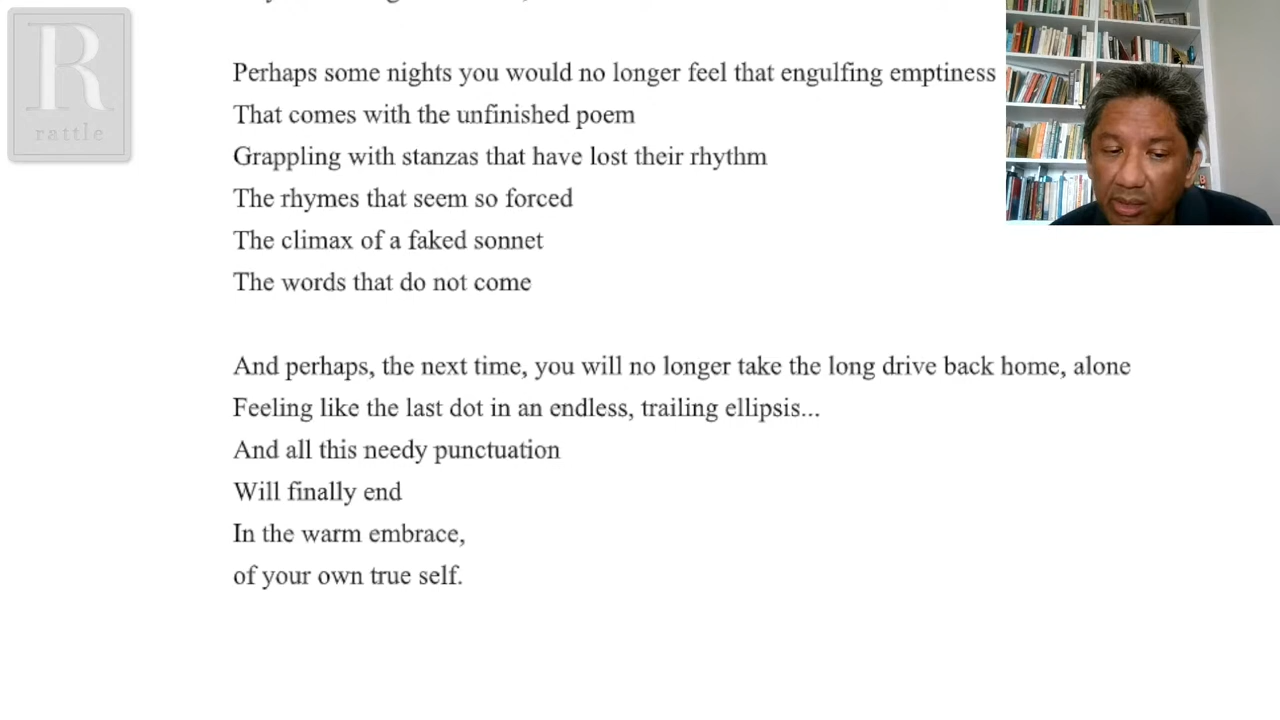 R
rattle
Perhaps some nights you would no longer feel that engulfing emptiness
That comes with the unfinished poem
Grappling with stanzas that have lost their rhythm
The rhymes that seem so forced
The climax of a faked sonnet
The words that do not come
And perhaps, the next time, you will no longer take the long drive back home, alone
Feeling like the last dot in an endless, trailing ellipsis...
And all this needy punctuation
Will finally end
In the warm embrace,
of your own true self.